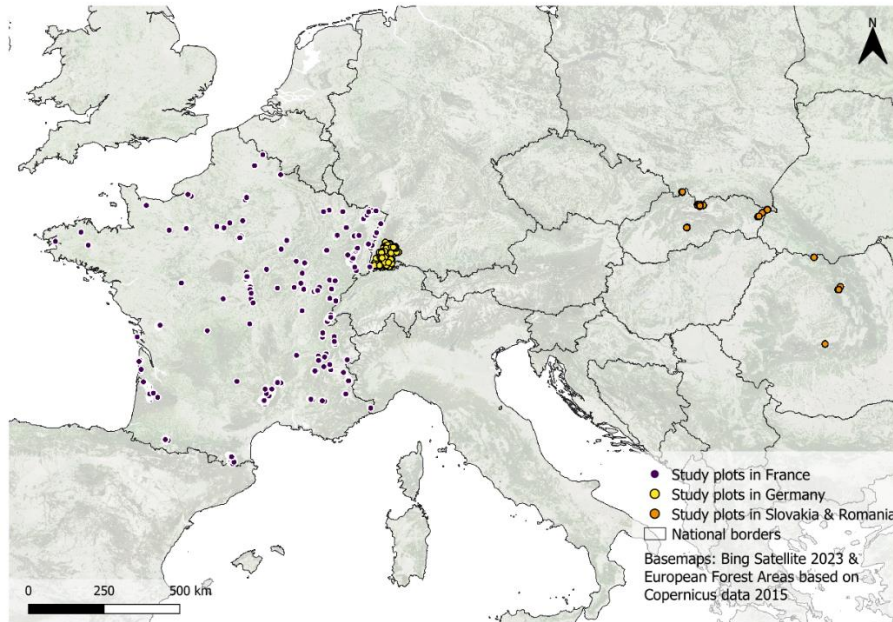 N
Study plots in France
Study plots in Germany
Study plots in Slovakia & Romania
National borders
Basemaps: Bing Satellite 2023 &
European Forest Areas based on
Copernicus data 2015
0 250 500 km